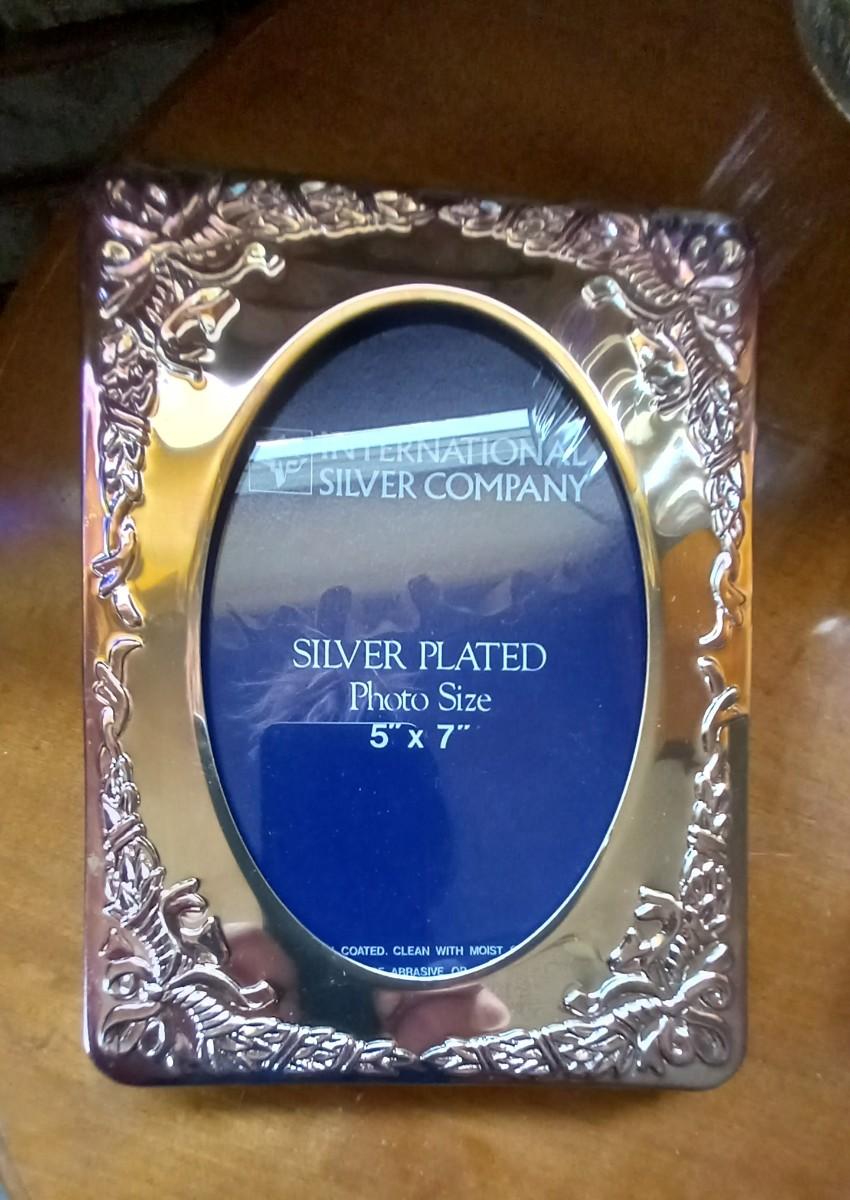 INTERNATIONAL
SILVER COMPANY
SILVER PLATED
Photo Size
5" x 7"
COATED. CLEAN WITH MOIST
ABRASIVE OR